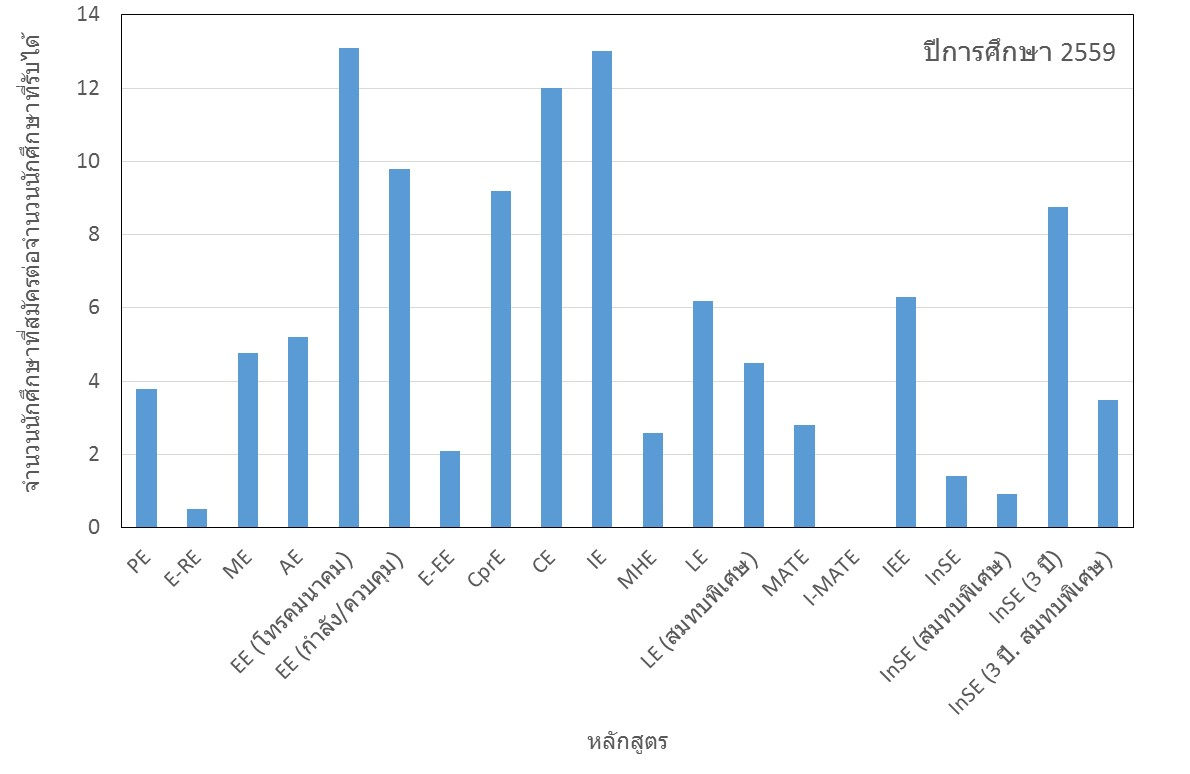 จำนวนนักศึกษาที่สมัครต่อจำนวนนักศึกษาที่รับได้
14
12
10
8
6
4
2
0
ปีการศึกษา 2559
PE
E-RE
ME
AE
EE (โทรคมนาคม)
EE (กำลัง/ควบคุม)
E-EE
CprE
CE
IE
MHE
LE
LE (สมทบพิเศษ)
MATE
I-MATE
IEE
InSE
InSE (สมทบพิเศษ)
InSE (3 ปี)
InSE (3 ปี. สมทบพิเศษ)
หลักสูตร